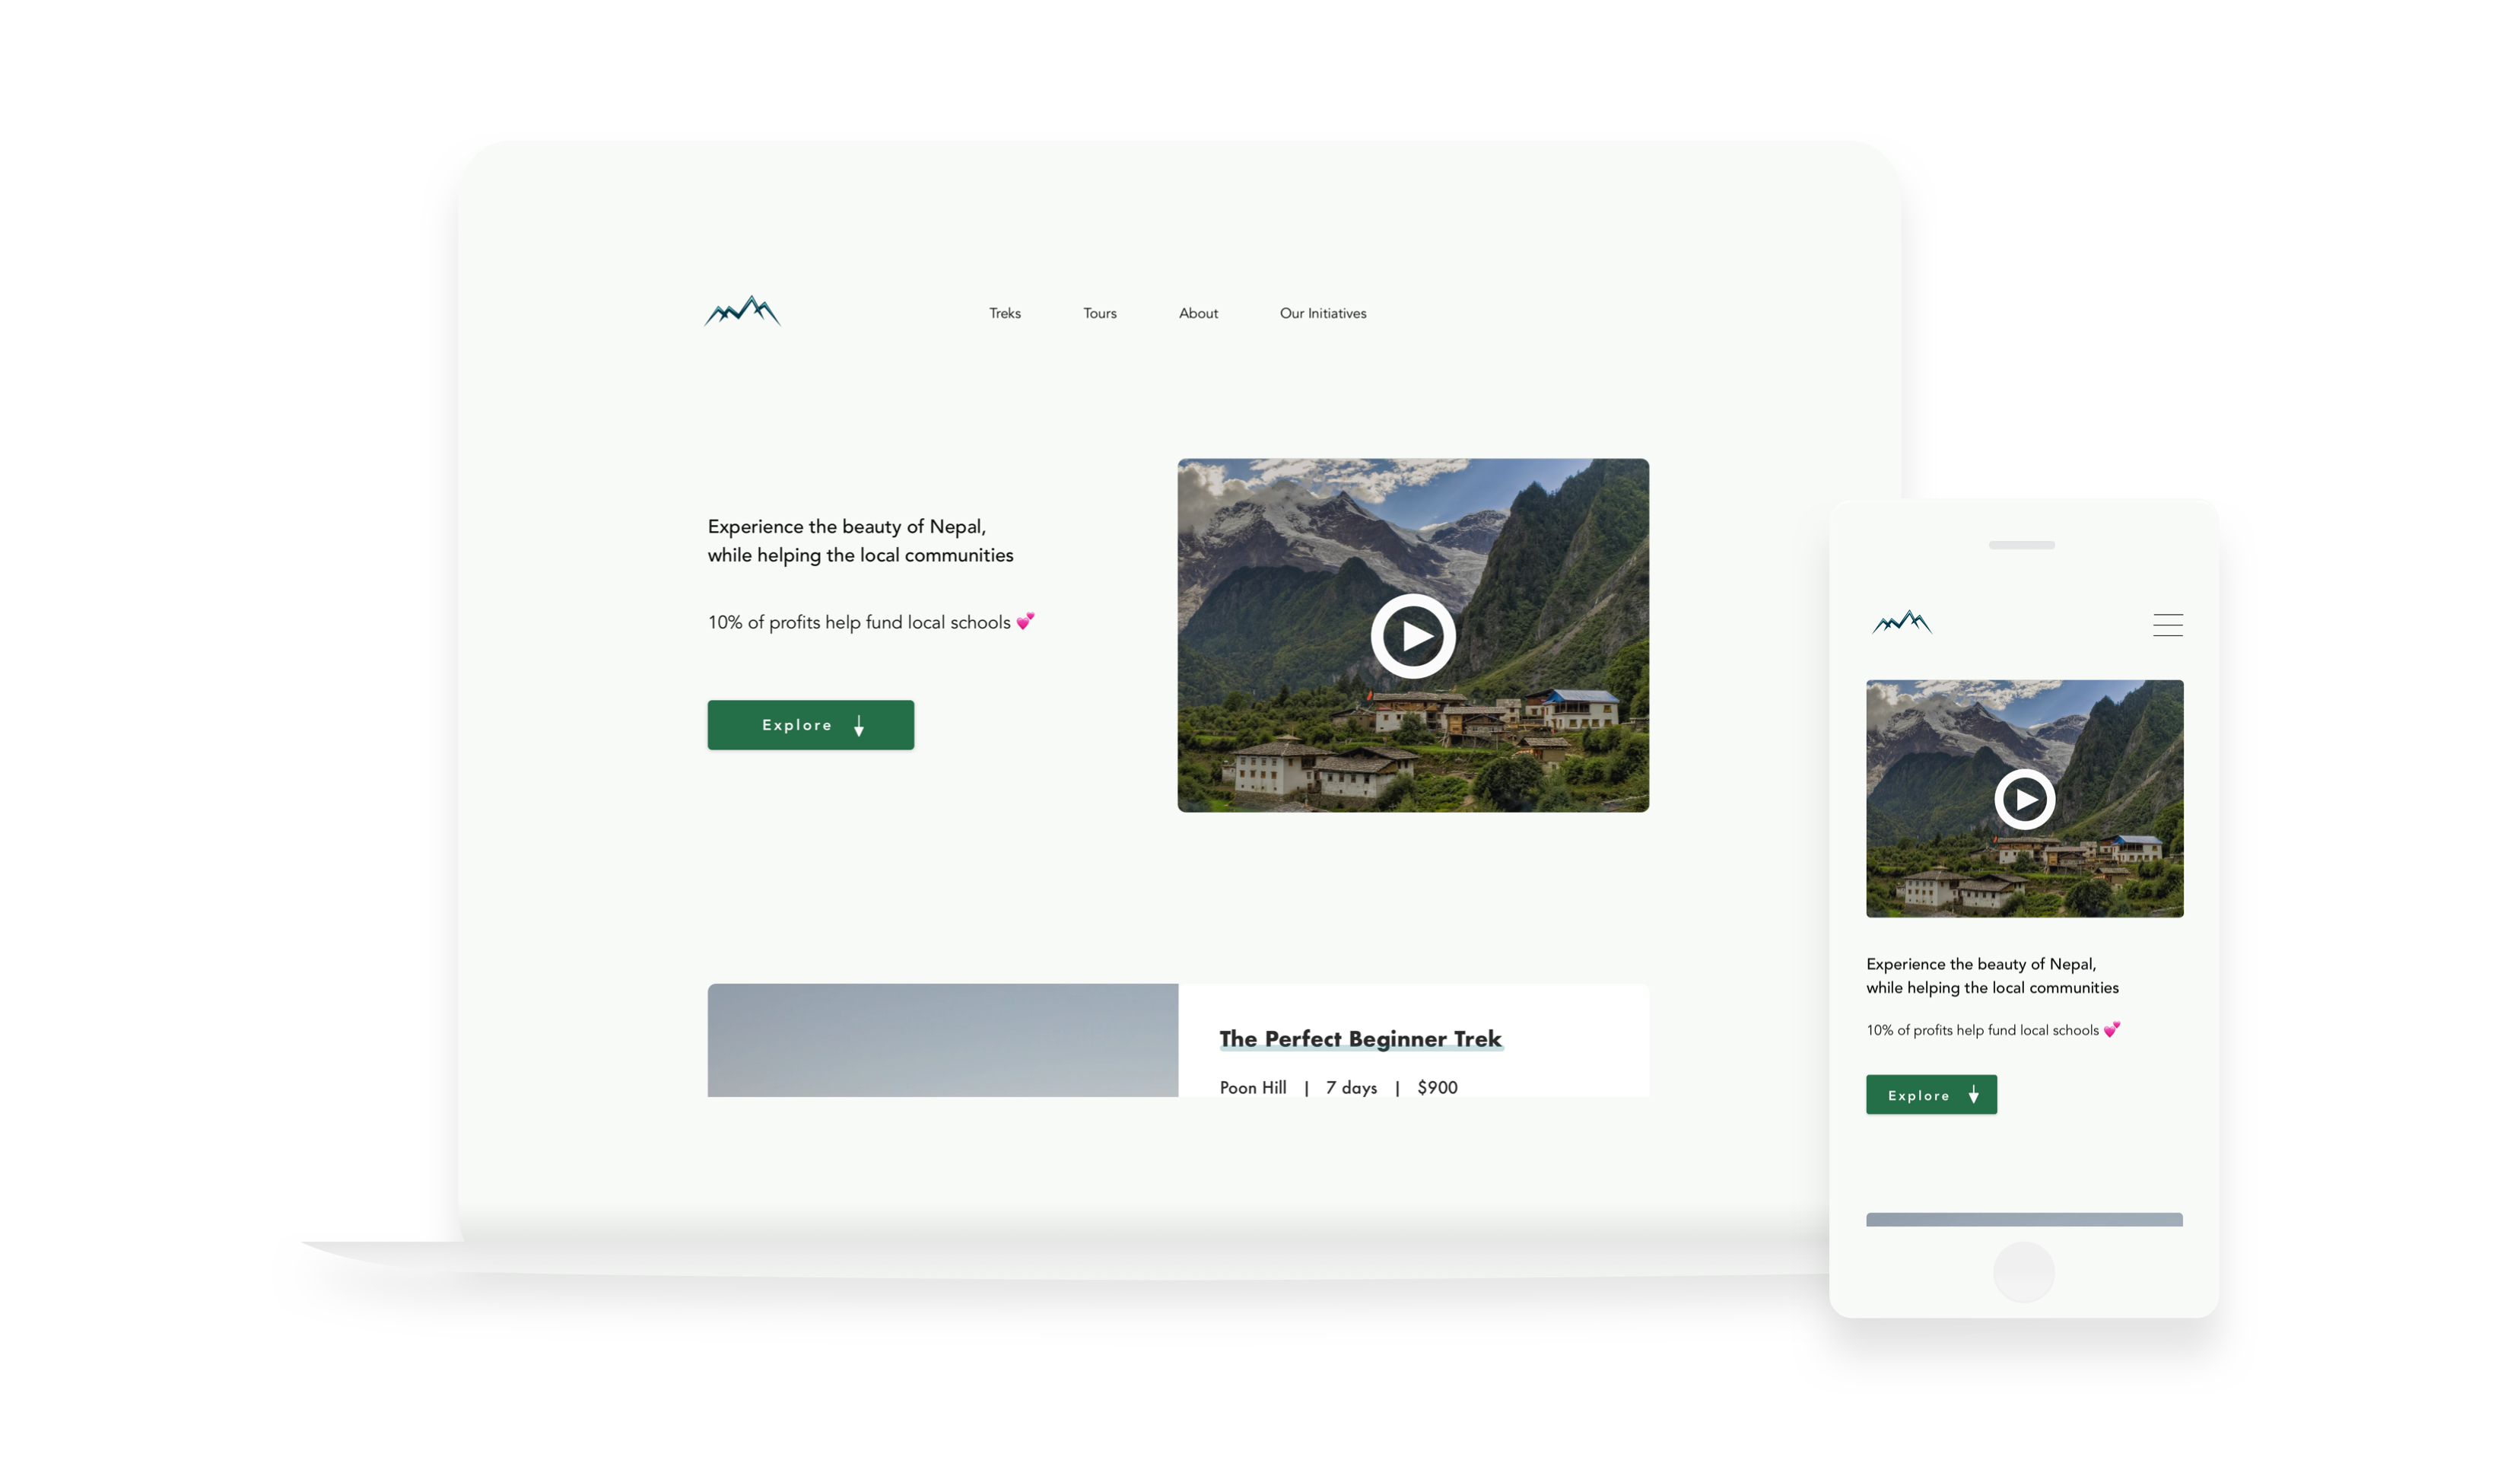 Treks Tours About Our Initiatives
Experience the beauty of Nepal,
while helping the local communities
10% of profits help fund local schools 💕
Explore
The Perfect Beginner Trek
Poon Hill | 7 days | $900
Experience the beauty of Nepal,
while helping the local communities
10% of profits help fund local schools 💕
Explore